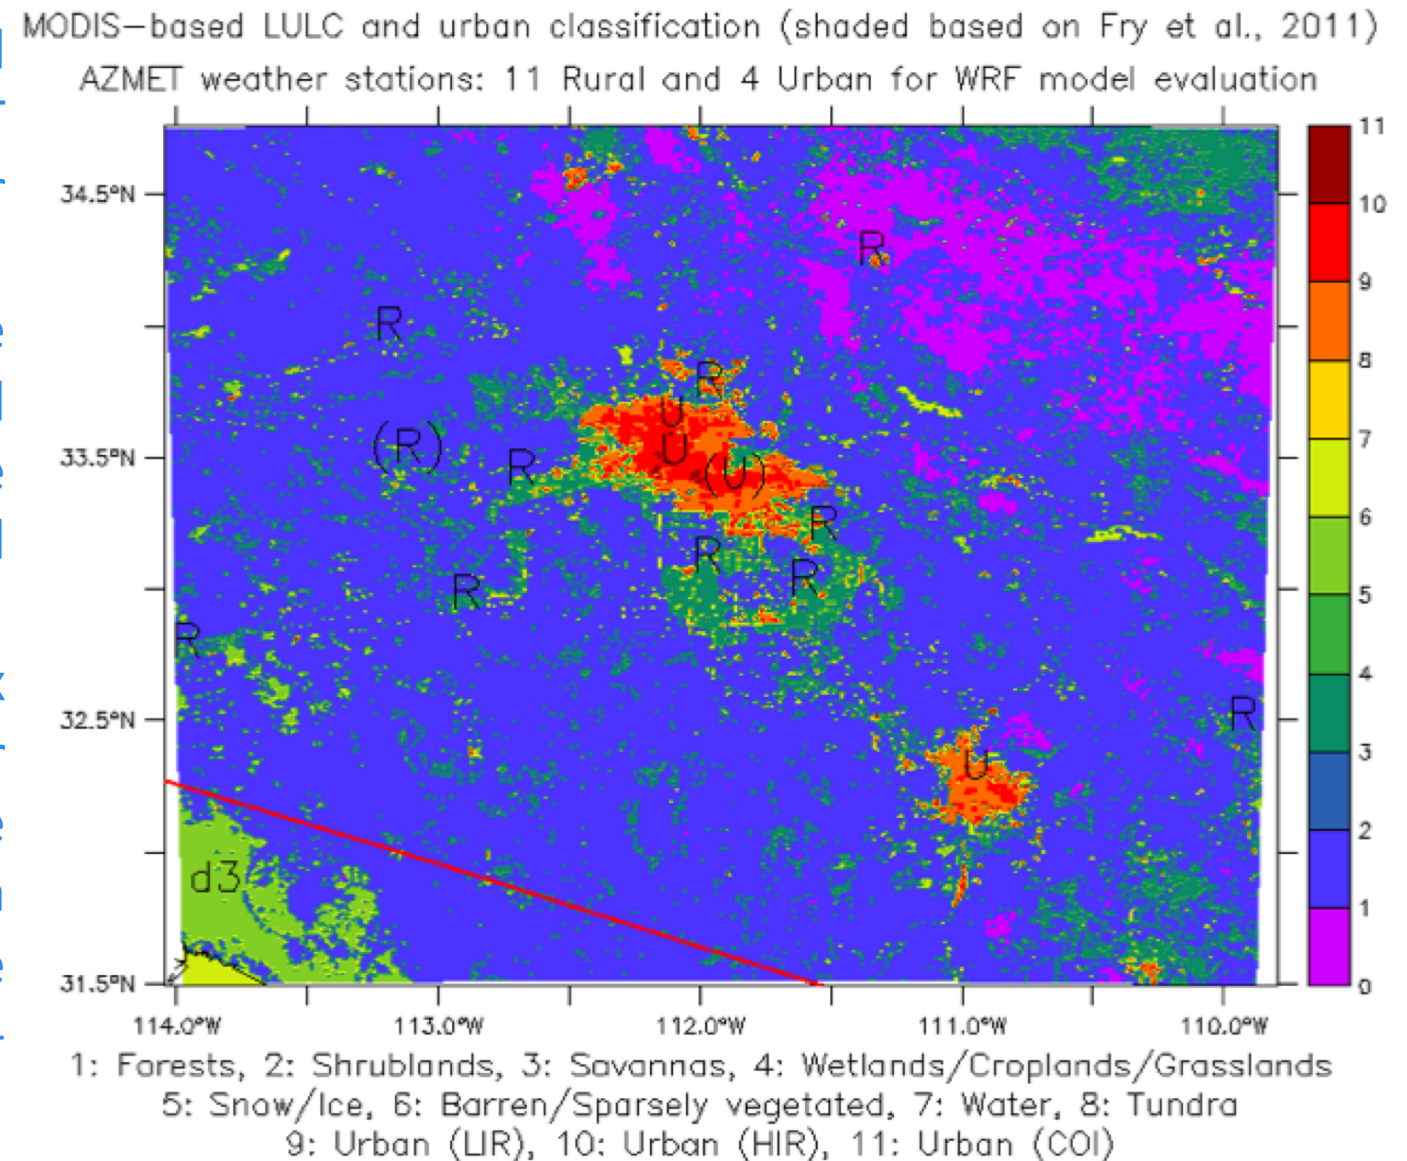 MODIS-based LULC and urban classification (shaded based on Fry et al., 2011)
AZMET weather stations: 11 Rural and 4 Urban for WRF model evaluation
11
10
9
8
7
6
5
4
3
2
1
0
34.5°N
33.5°N
32.5°N
31.5°N
R
R
R
U
U
(R)
R
(U)
R
R
R
R
R
R
U
d3
114.0°W 113.0°W 112.0°W 111.0°W 110.0°W
1: Forests, 2: Shrublands, 3: Savannas, 4: Wetlands/Croplands/Grasslands
5: Snow/Ice, 6: Barren/Sparsely vegetated, 7: Water, 8: Tundra
9: Urban (LIR), 10: Urban (HIR), 11: Urban (COI)